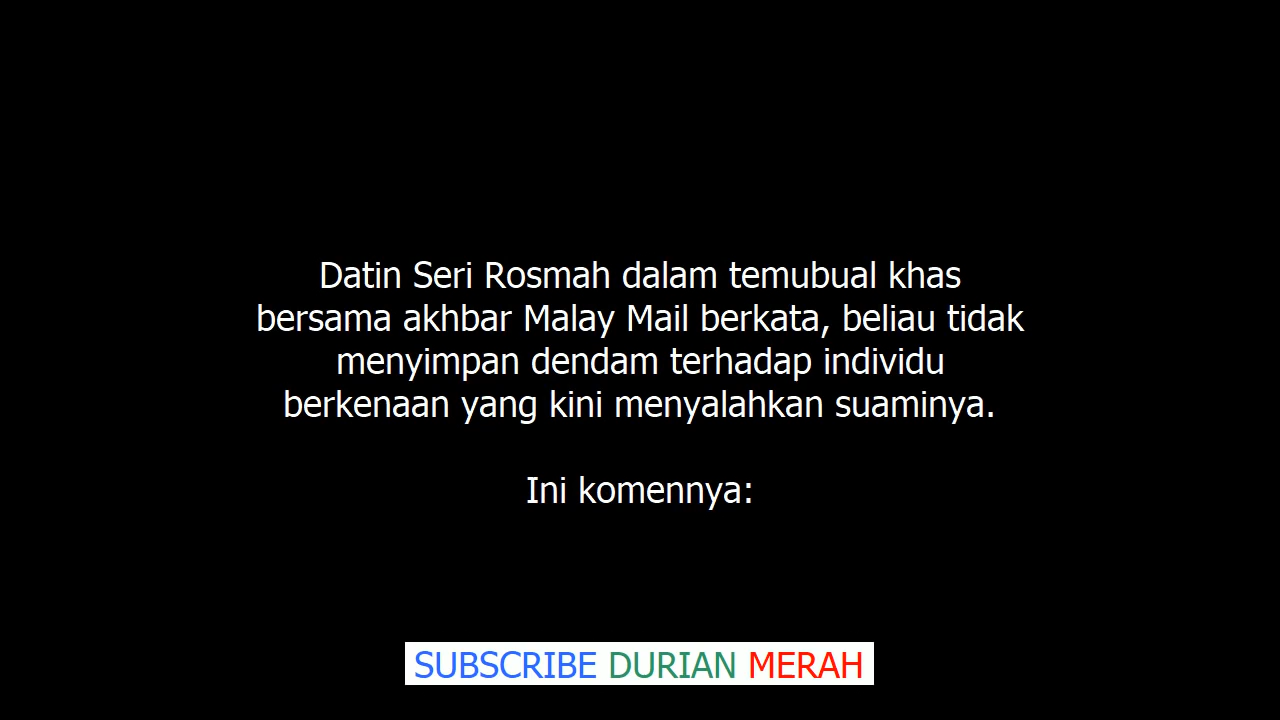 Datin Seri Rosmah dalam temubual khas
bersama akhbar Malay Mail berkata, beliau tidak
menyimpan dendam terhadap individu
berkenaan yang kini menyalahkan suaminya.
Ini komennya:
SUBSCRIBE DURIAN MERAH